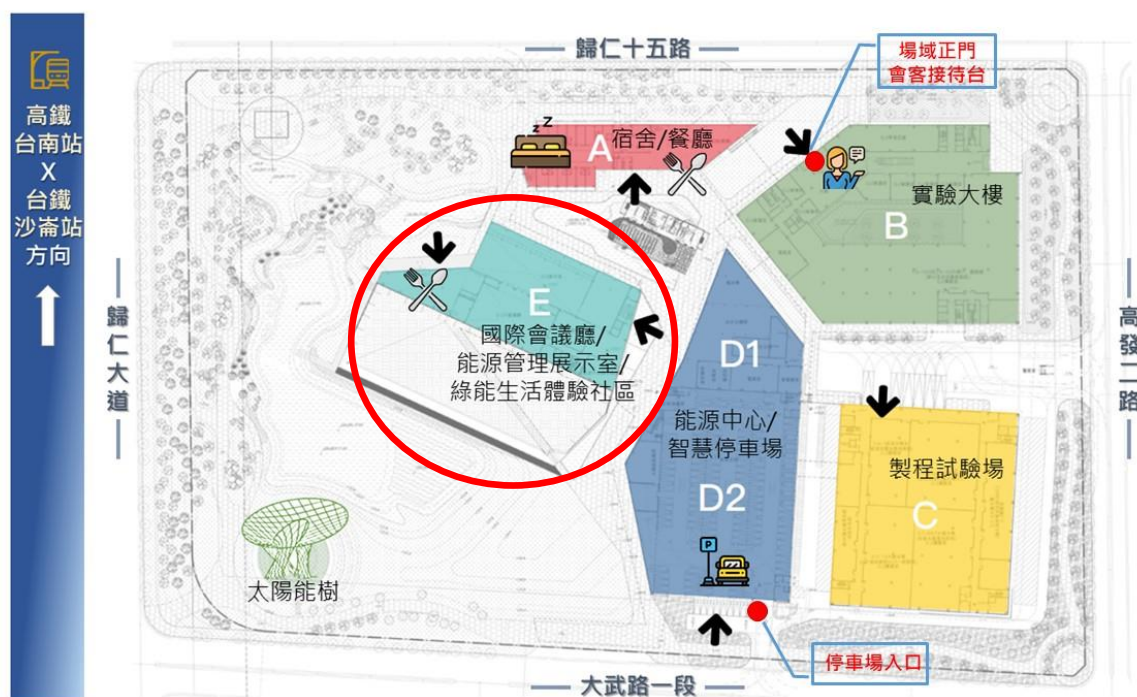 高鐵
台南站
X
台鐵
沙崙站
方向
歸仁十五路
場域正門
會客接待台
zZ
A
宿舍/餐廳
B
實驗大樓
E
國際會議廳/
能源管理展示室/
綠能生活體驗社區
D1
能源中心/
智慧停車場
D2
P
製程試驗場
C
太陽能樹
停車場入口
歸仁大道
高發二路
大武路一段